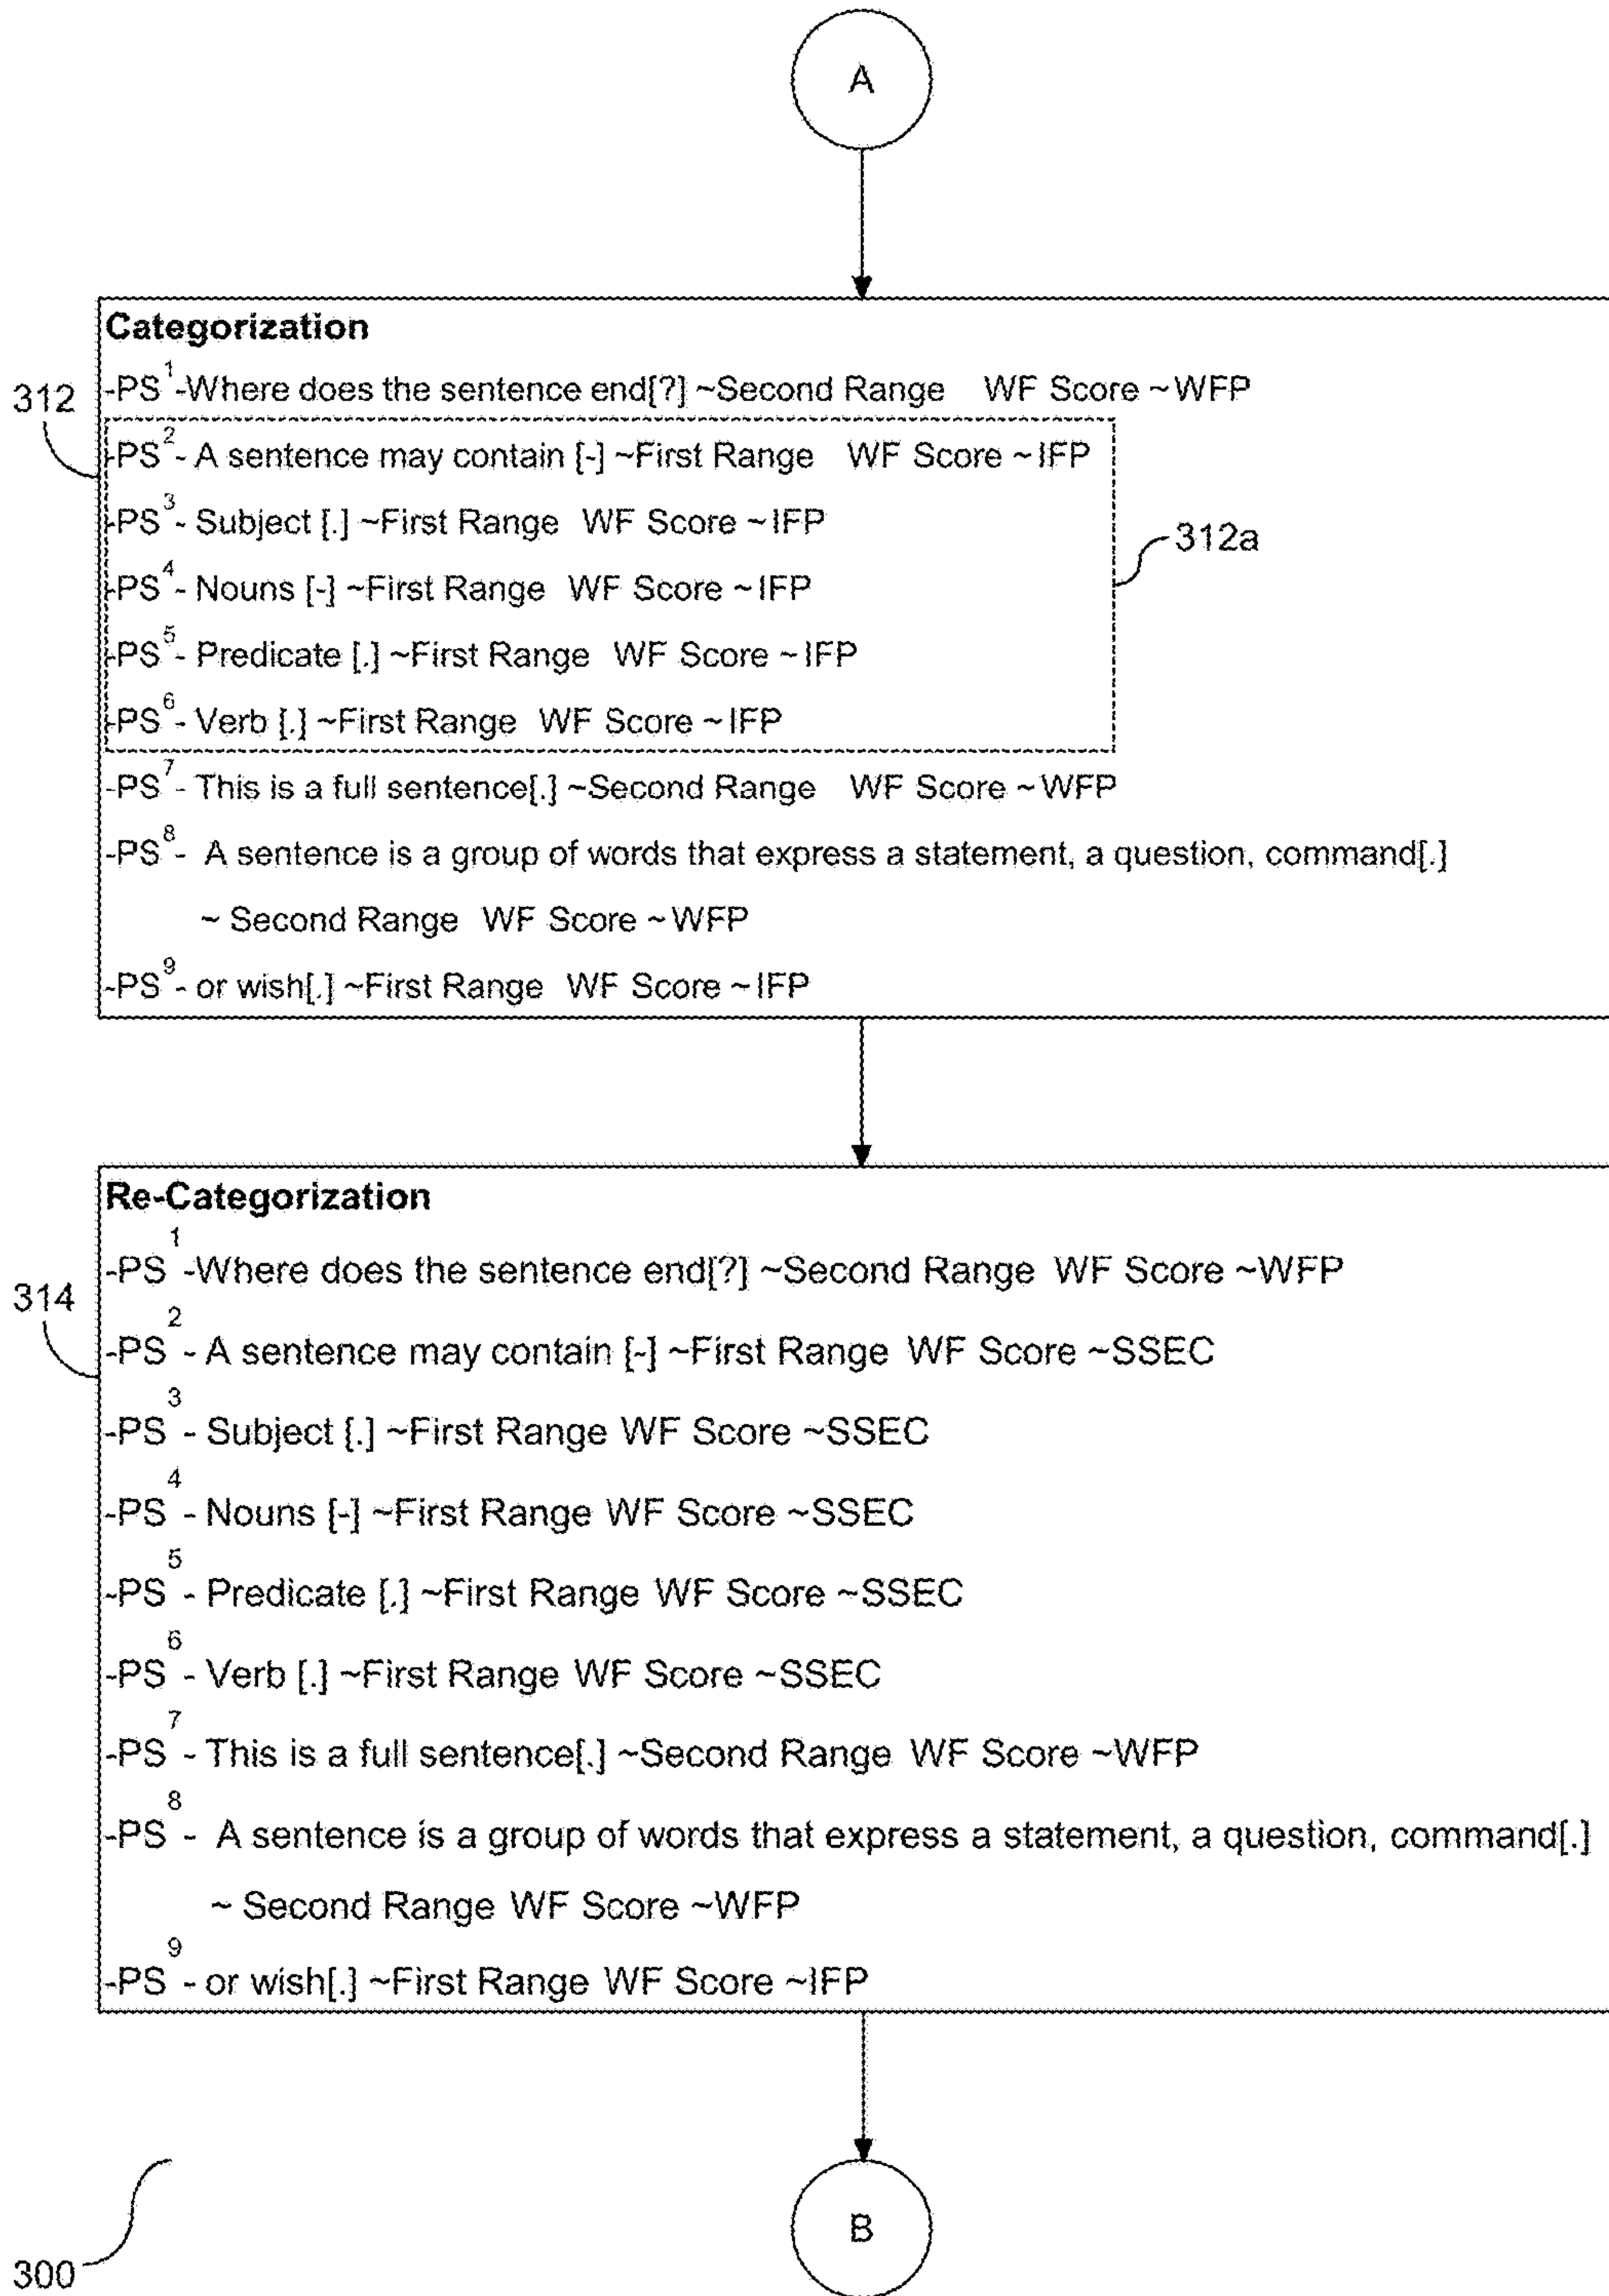 A
Categorization
312
-PS1-Where does the sentence end[?] ~Second Range WF Score ~WFP
-PS2- A sentence may contain [-] ~First Range WF Score ~IFP
-PS3- Subject [.] ~First Range WF Score ~IFP
312a
-PS4- Nouns [-] ~First Range WF Score ~IFP
-PS5- Predicate [.] ~First Range WF Score ~IFP
-PS6- Verb [.] ~First Range WF Score ~IFP
-PS7- This is a full sentence[.] ~Second Range WF Score ~WFP
-PS8- A sentence is a group of words that express a statement, a question, command[.]
~ Second Range WF Score ~WFP
-PS9- or wish[.] ~First Range WF Score ~IFP
Re-Categorization
-PS1-Where does the sentence end[?] ~Second Range WF Score ~WFP
314
-PS2- A sentence may contain [-] ~First Range WF Score ~SSEC
-PS3- Subject [.] ~First Range WF Score ~SSEC
-PS4- Nouns [-] ~First Range WF Score ~SSEC
-PS5- Predicate [.] ~First Range WF Score ~SSEC
-PS6- Verb [.] ~First Range WF Score ~SSEC
-PS7- This is a full sentence[.] ~Second Range WF Score ~WFP
-PS8- A sentence is a group of words that express a statement, a question, command[.]
~ Second Range WF Score ~WFP
-PS9- or wish[.] ~First Range WF Score ~IFP
B
300